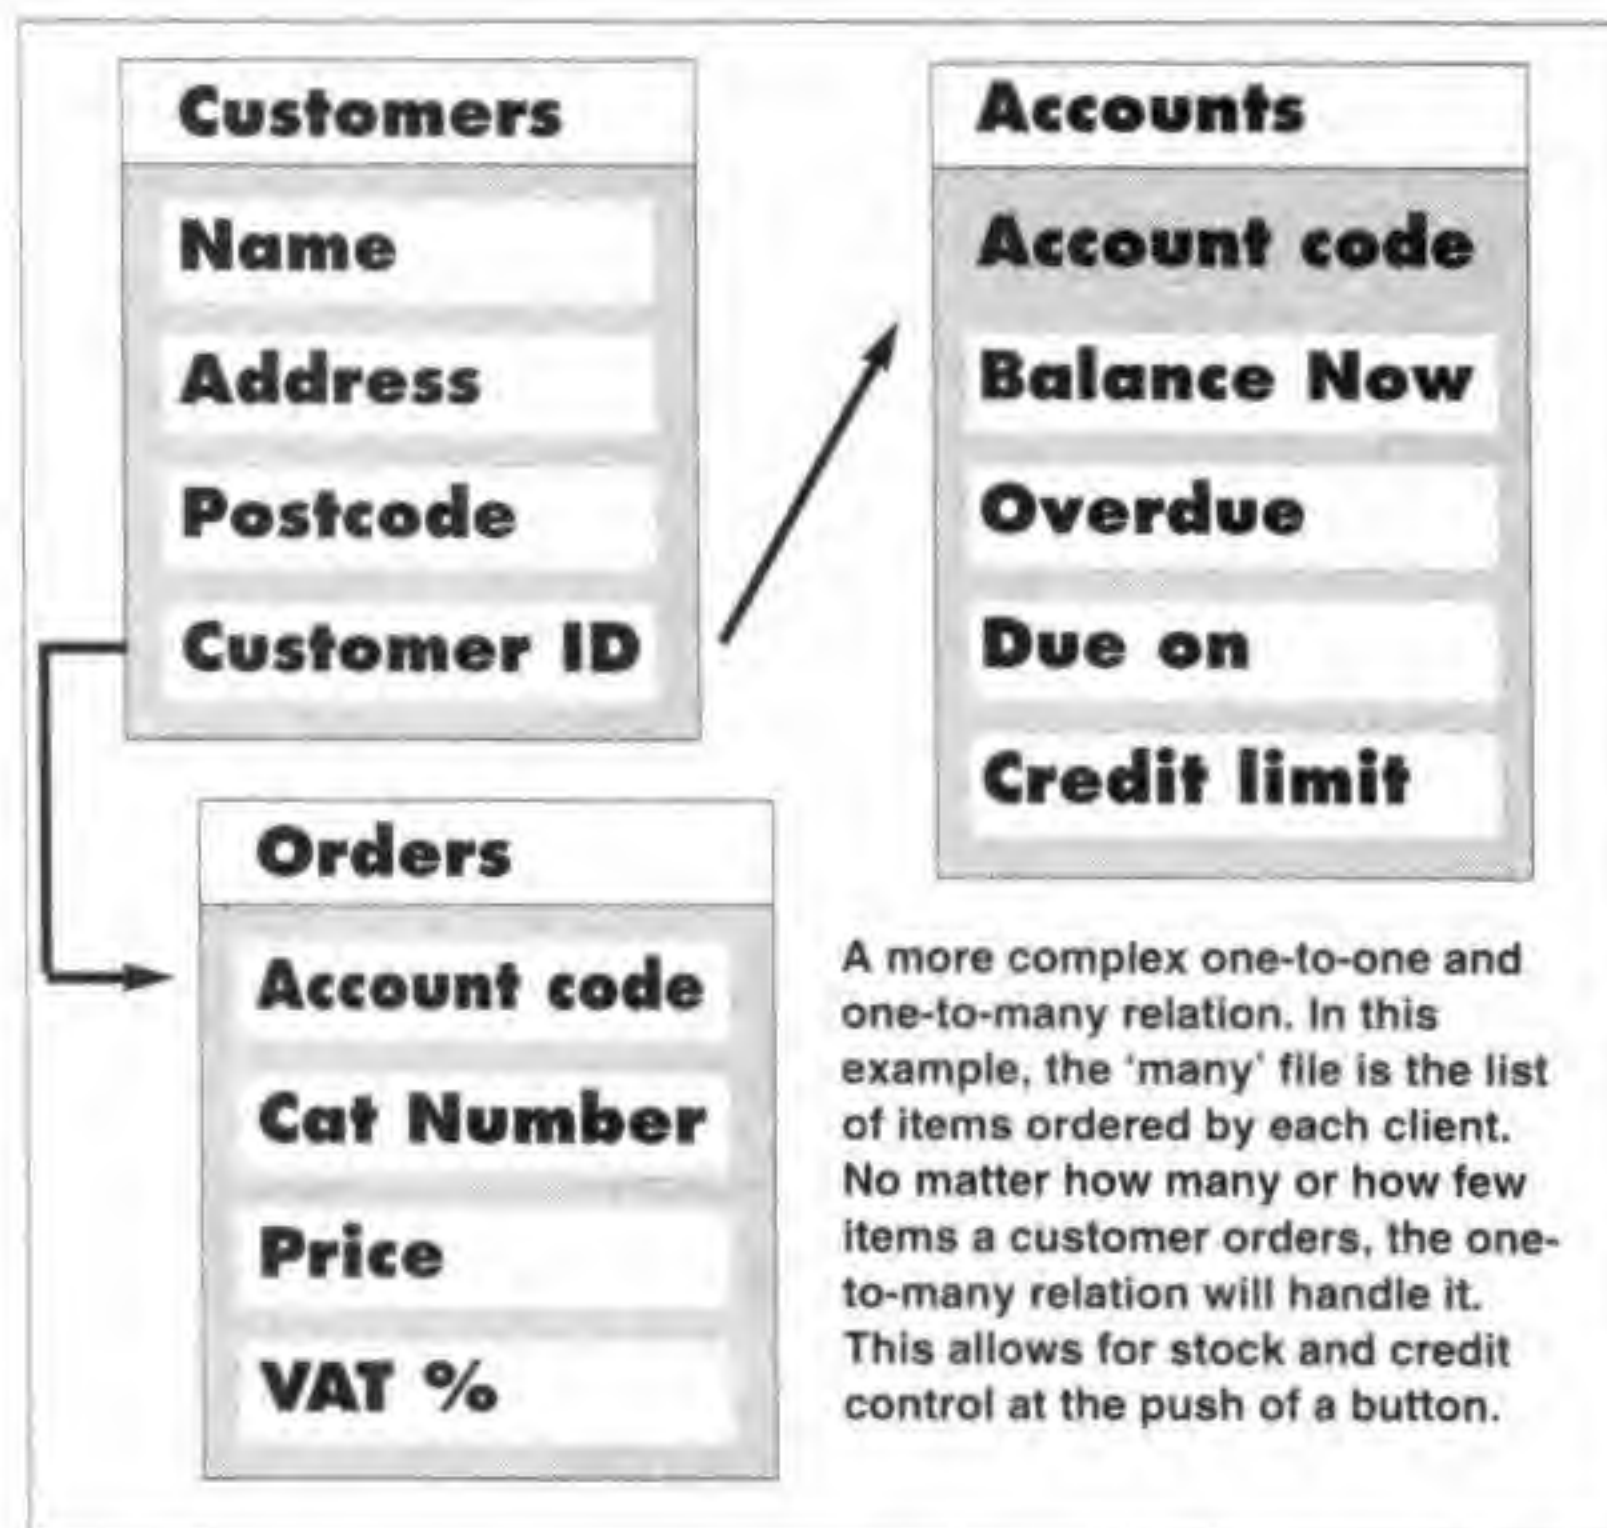 Customers
Name
Address
Postcode
Customer ID
Accounts
Account code
Balance Now
Overdue
Due on
Credit limit
Orders
Account code
Cat Number
Price
VAT %
A more complex one-to-one and
one-to-many relation. In this
example, the 'many' file is the list
of items ordered by each client.
No matter how many or how few
items a customer orders, the one-
to-many relation will handle it.
This allows for stock and credit
control at the push of a button.